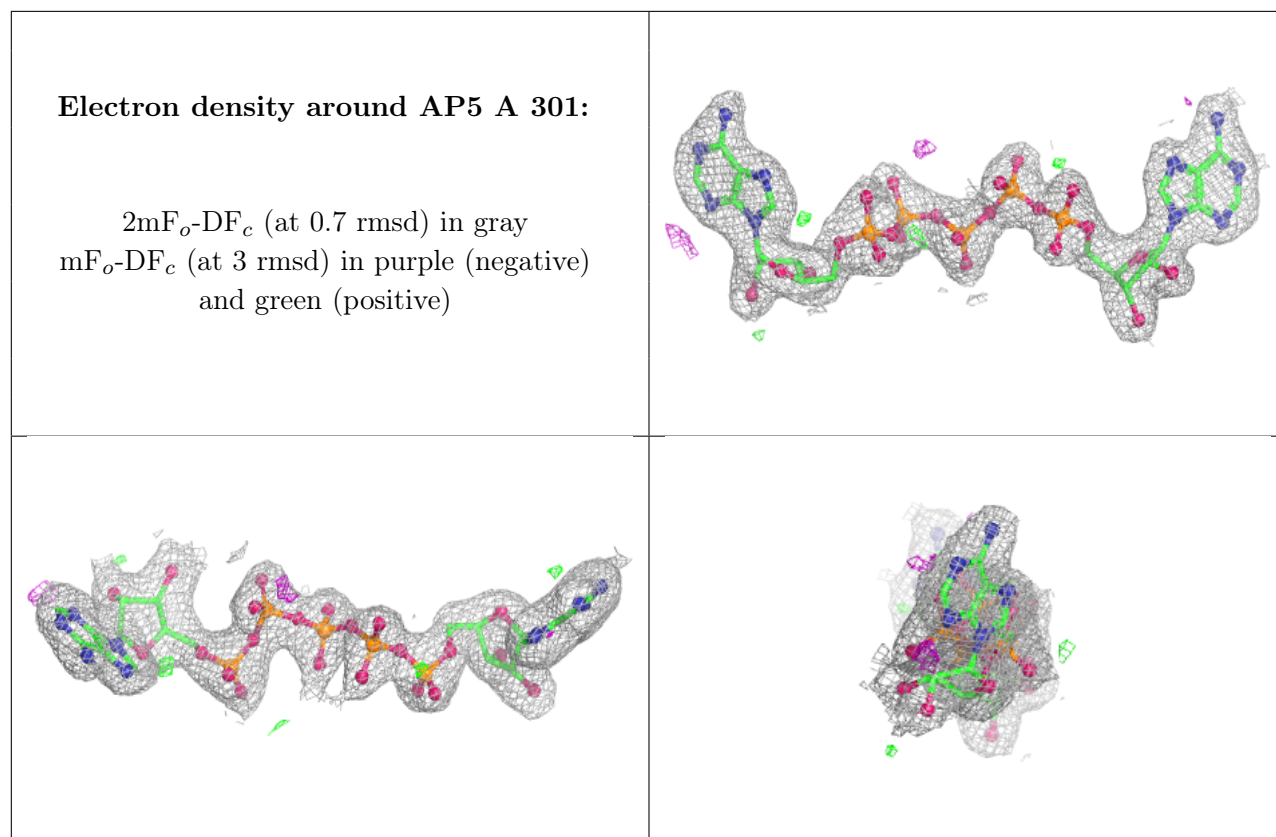 Electron density around AP5 A 301:
2mFo-DFc (at 0.7 rmsd) in gray
mFo-DFc (at 3 rmsd) in purple (negative)
and green (positive)